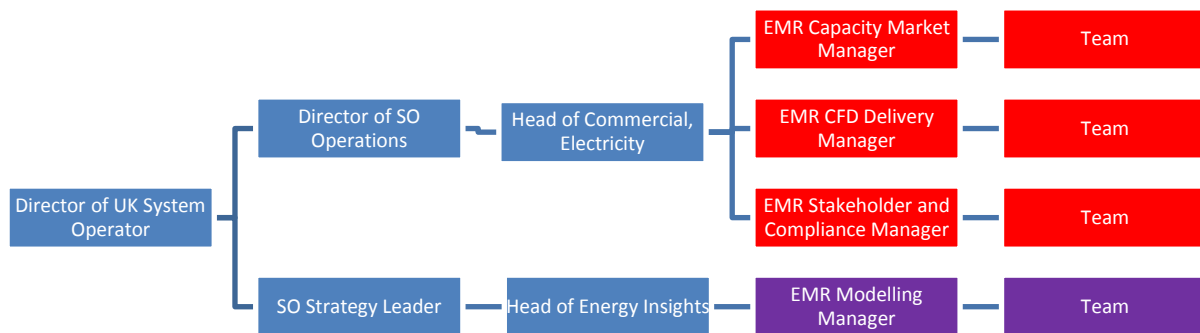 EMR Capacity Market
Manager
Team
Director of SO
Operations
Head of Commercial,
Electricity
EMR CFD Delivery
Manager
Team
Director of UK System
Operator
EMR Stakeholder and
Compliance Manager
Team
SO Strategy Leader
Head of Energy Insights
EMR Modelling
Manager
Team